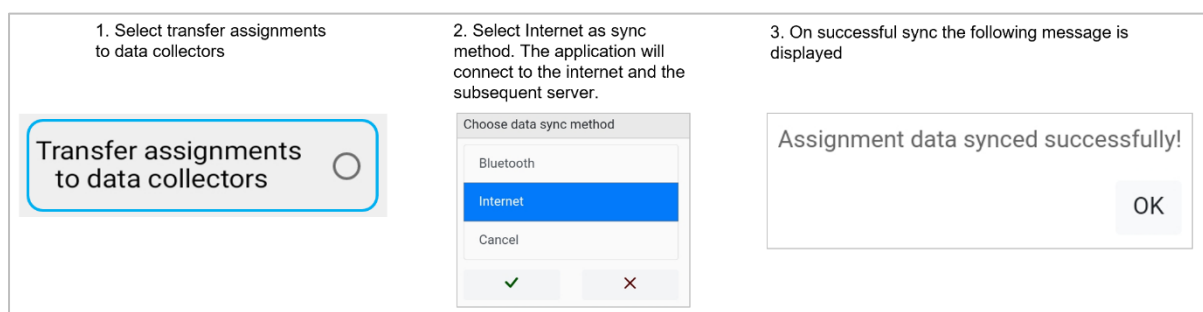 1. Select transfer assignments
to data collectors
Transfer assignments
to data collectors
2. Select Internet as sync
method. The application will
connect to the internet and the
subsequent server.
Choose data sync method
Bluetooth
Internet
Cancel
3. On successful sync the following message is
displayed
Assignment data synced successfully!
OK